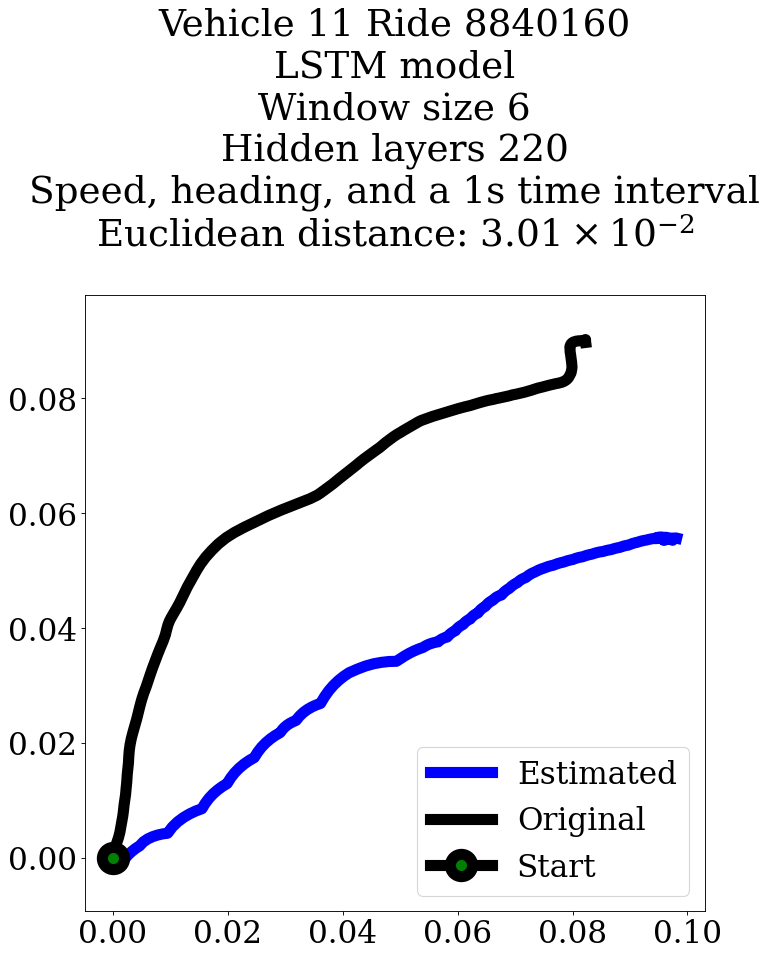 Vehicle 11 Ride 8840160
LSTM model
Window size 6
Hidden layers 220
Speed, heading, and a 1s time interval
Euclidean distance: 3.01 × 10⁻²
0.08
0.06
0.04
0.02
0.00
Estimated
Original
Start
0.00 0.02 0.04 0.06 0.08 0.10